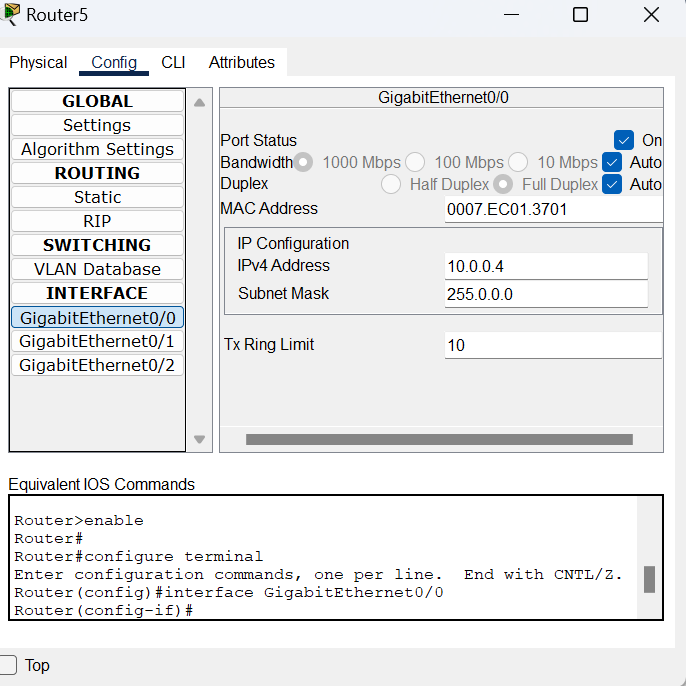 Router5
Physical Config CLI Attributes
GLOBAL
Settings
Algorithm Settings
ROUTING
Static
RIP
SWITCHING
VLAN Database
INTERFACE
GigabitEthernet0/0
GigabitEthernet0/1
GigabitEthernet0/2
GigabitEthernet0/0
Port Status On
Bandwidth 1000 Mbps 100 Mbps 10 Mbps Auto
Duplex Half Duplex Full Duplex Auto
MAC Address 0007.EC01.3701
IP Configuration
IPv4 Address 10.0.0.4
Subnet Mask 255.0.0.0
Tx Ring Limit 10
Equivalent IOS Commands
Router>enable
Router#
Router#configure terminal
Enter configuration commands, one per line.  End with CNTL/Z.
Router(config)#interface GigabitEthernet0/0
Router(config-if)#
Top